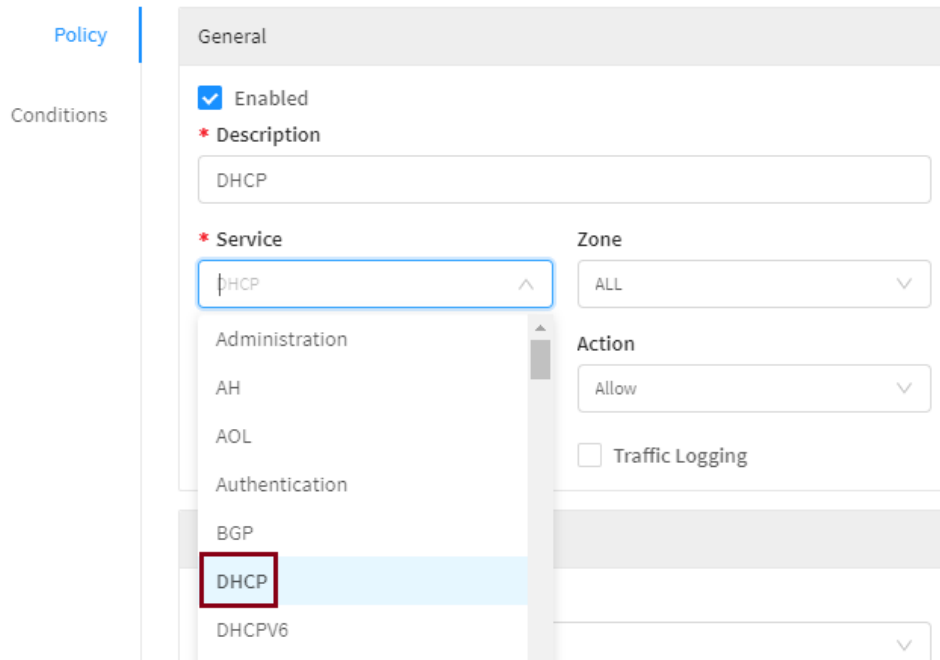 Policy
Conditions
General
Enabled
* Description
DHCP
* Service
DHCP
Zone
ALL
Administration
AH
AOL
Authentication
BGP
DHCP
DHCPV6
Action
Allow
Traffic Logging